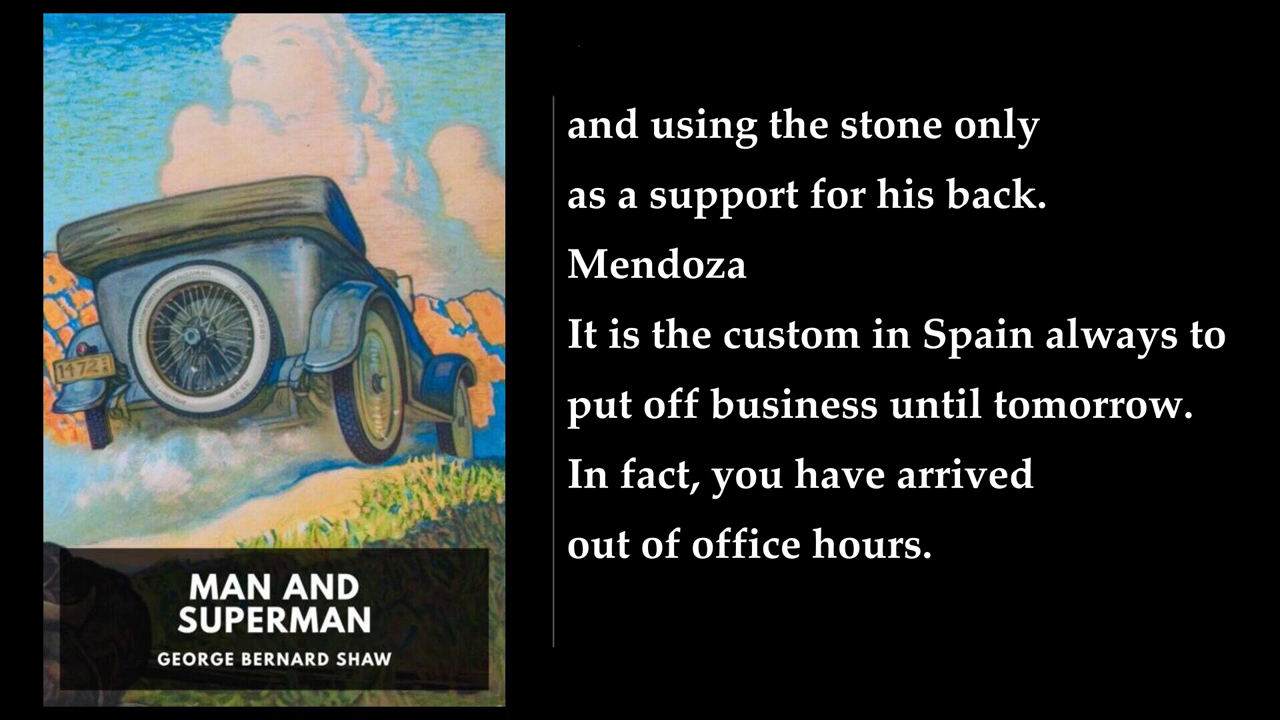 and using the stone only
as a support for his back.
Mendoza
It is the custom in Spain always to
put off business until tomorrow.
In fact, you have arrived
out of office hours.
1472
MAN AND
SUPERMAN
GEORGE BERNARD SHAW